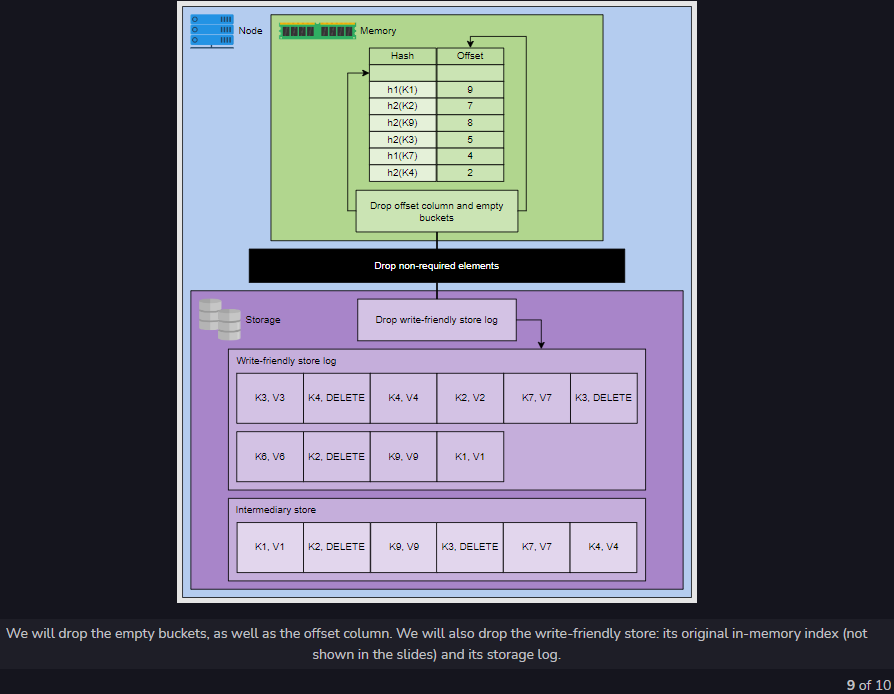 Node
Memory
Hash Offset
h1(K1) 9
h2(K2) 7
h2(K9) 8
h2(K3) 5
h1(K7) 4
h2(K4) 2
Drop offset column and empty
buckets
Drop non-required elements
Storage
Drop write-friendly store log
Write-friendly store log
K3, V3 K4, DELETE K4, V4 K2, V2 K7, V7 K3, DELETE
K6, V6 K2, DELETE K9, V9 K1, V1
Intermediary store
K1, V1 K2, DELETE K9, V9 K3, DELETE K7, V7 K4, V4
We will drop the empty buckets, as well as the offset column. We will also drop the write-friendly store: its original in-memory index (not
shown in the slides) and its storage log.
9 of 10